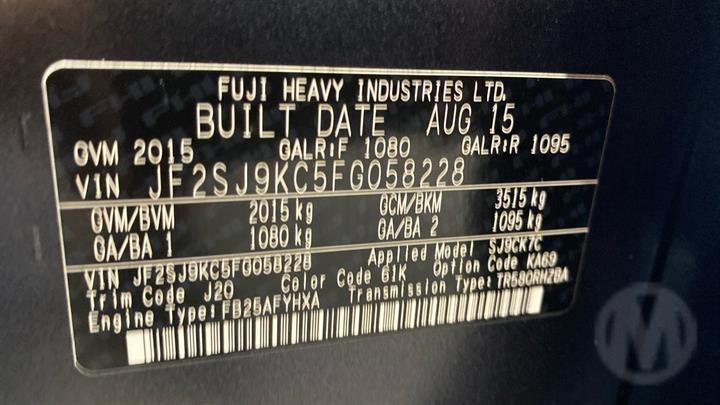 FUJI HEAVY INDUSTRIES LTD.
BUILT DATE AUG 15
GVM 2015 GALR:F 1080 GALR:R 1095
VIN JF2SJ9KC5FG058228
GVM/BVM 2015 kg GCM/BKM 3515 kg
GA/BA 1 1080 kg GA/BA 2 1095 kg
VIN JF2SJ9KC5FG058228 Applied Model SJ9CK7C
Trim Code J20 Color Code G1K Option Code KA69
Engine Type: FB25AFYHXA Transmission Type: TR580RHZBA
M